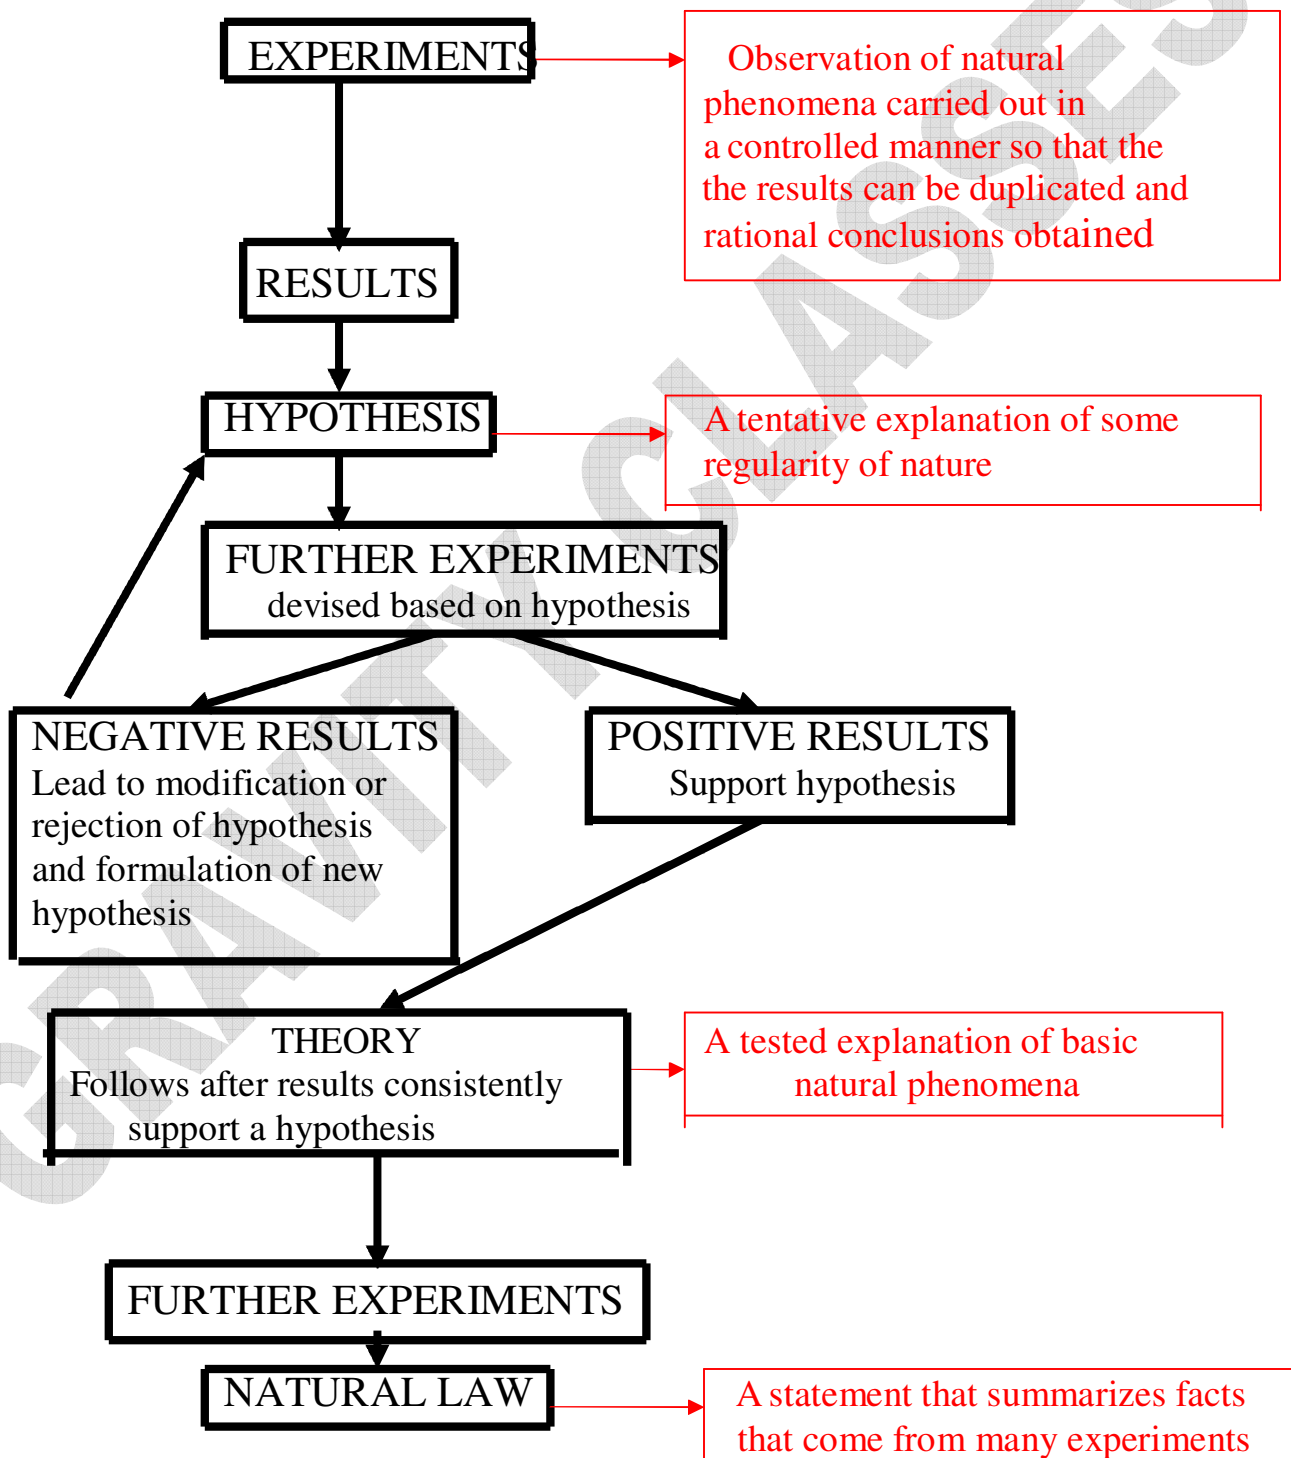 EXPERIMENTS
Observation of natural
phenomena carried out in
a controlled manner so that the
the results can be duplicated and
rational conclusions obtained
RESULTS
HYPOTHESIS
A tentative explanation of some
regularity of nature
FURTHER EXPERIMENTS
devised based on hypothesis
NEGATIVE RESULTS
Lead to modification or
rejection of hypothesis
and formulation of new
hypothesis
POSITIVE RESULTS
Support hypothesis
THEORY
Follows after results consistently
support a hypothesis
A tested explanation of basic
natural phenomena
FURTHER EXPERIMENTS
NATURAL LAW
A statement that summarizes facts
that come from many experiments
GRAVITY CLASSES